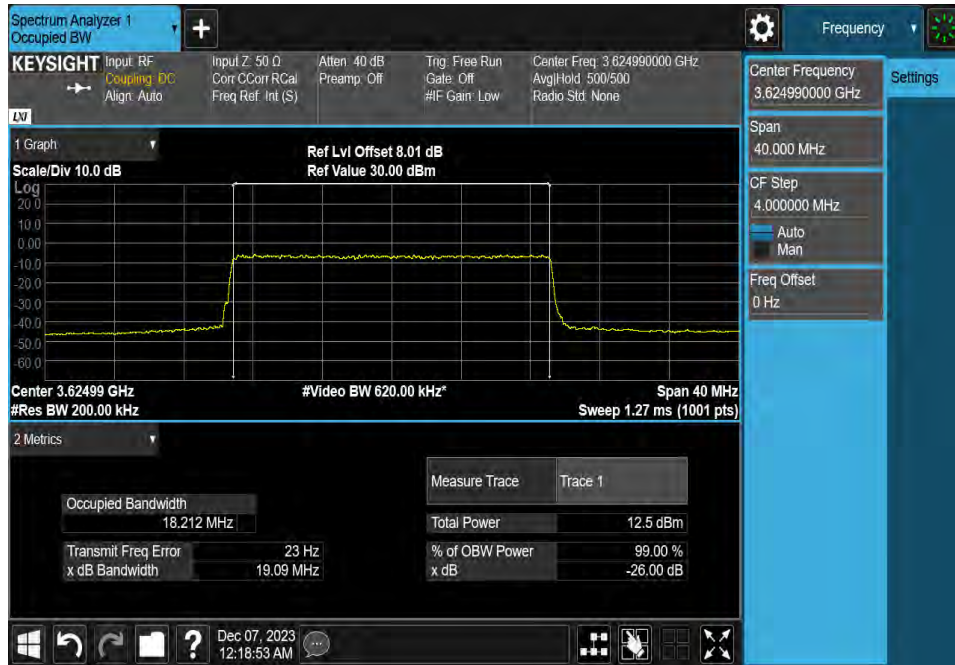 Spectrum Analyzer 1
Occupied BW
+
Frequency
KEYSIGHT
Input: RF
Coupling: DC
Align: Auto
Input Z: 50 Ω
Corr CCorr RCal
Freq Ref: Int (S)
Atten: 40 dB
Preamp: Off
Trig: Free Run
Gate: Off
#IF Gain: Low
Center Freq: 3.624990000 GHz
Avg|Hold: 500/500
Radio Std: None
LXI
1 Graph
Scale/Div 10.0 dB
Ref Lvl Offset 8.01 dB
Ref Value 30.00 dBm
Log
20.0
10.0
0.00
-10.0
-20.0
-30.0
-40.0
-50.0
-60.0
Center 3.62499 GHz
#Video BW 620.00 kHz*
Span 40 MHz
#Res BW 200.00 kHz
Sweep 1.27 ms (1001 pts)
2 Metrics
Measure Trace
Trace 1
Occupied Bandwidth
18.212 MHz
Total Power
12.5 dBm
Transmit Freq Error
23 Hz
% of OBW Power
99.00 %
x dB Bandwidth
19.09 MHz
x dB
-26.00 dB
Center Frequency
3.624990000 GHz
Settings
Span
40.000 MHz
CF Step
4.000000 MHz
Auto
Man
Freq Offset
0 Hz
?
Dec 07, 2023
12:18:53 AM